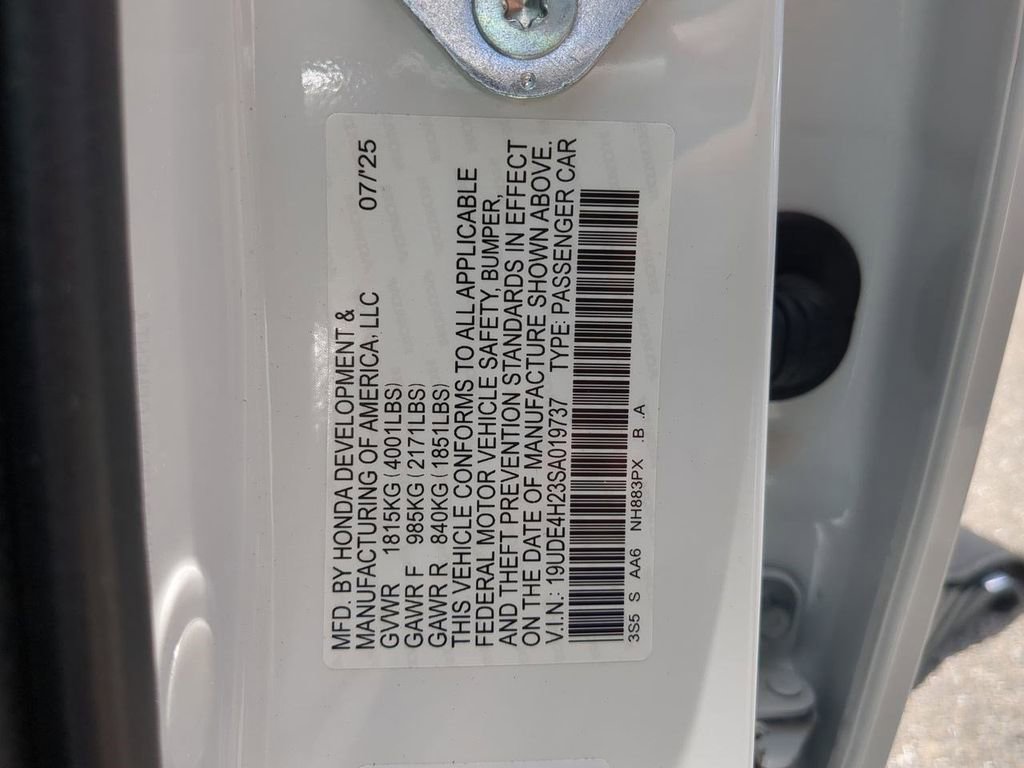 MFD. BY HONDA DEVELOPMENT &
MANUFACTURING OF AMERICA, LLC 07/'25
GVWR 1815KG (4001LBS)
GAWR F 985KG (2171LBS)
GAWR R 840KG (1851LBS)
THIS VEHICLE CONFORMS TO ALL APPLICABLE
FEDERAL MOTOR VEHICLE SAFETY, BUMPER,
AND THEFT PREVENTION STANDARDS IN EFFECT
ON THE DATE OF MANUFACTURE SHOWN ABOVE.
V.I.N.: 19UDE4H23SA019737 TYPE: PASSENGER CAR
3S5 S AA6 NH883PX .B ..A